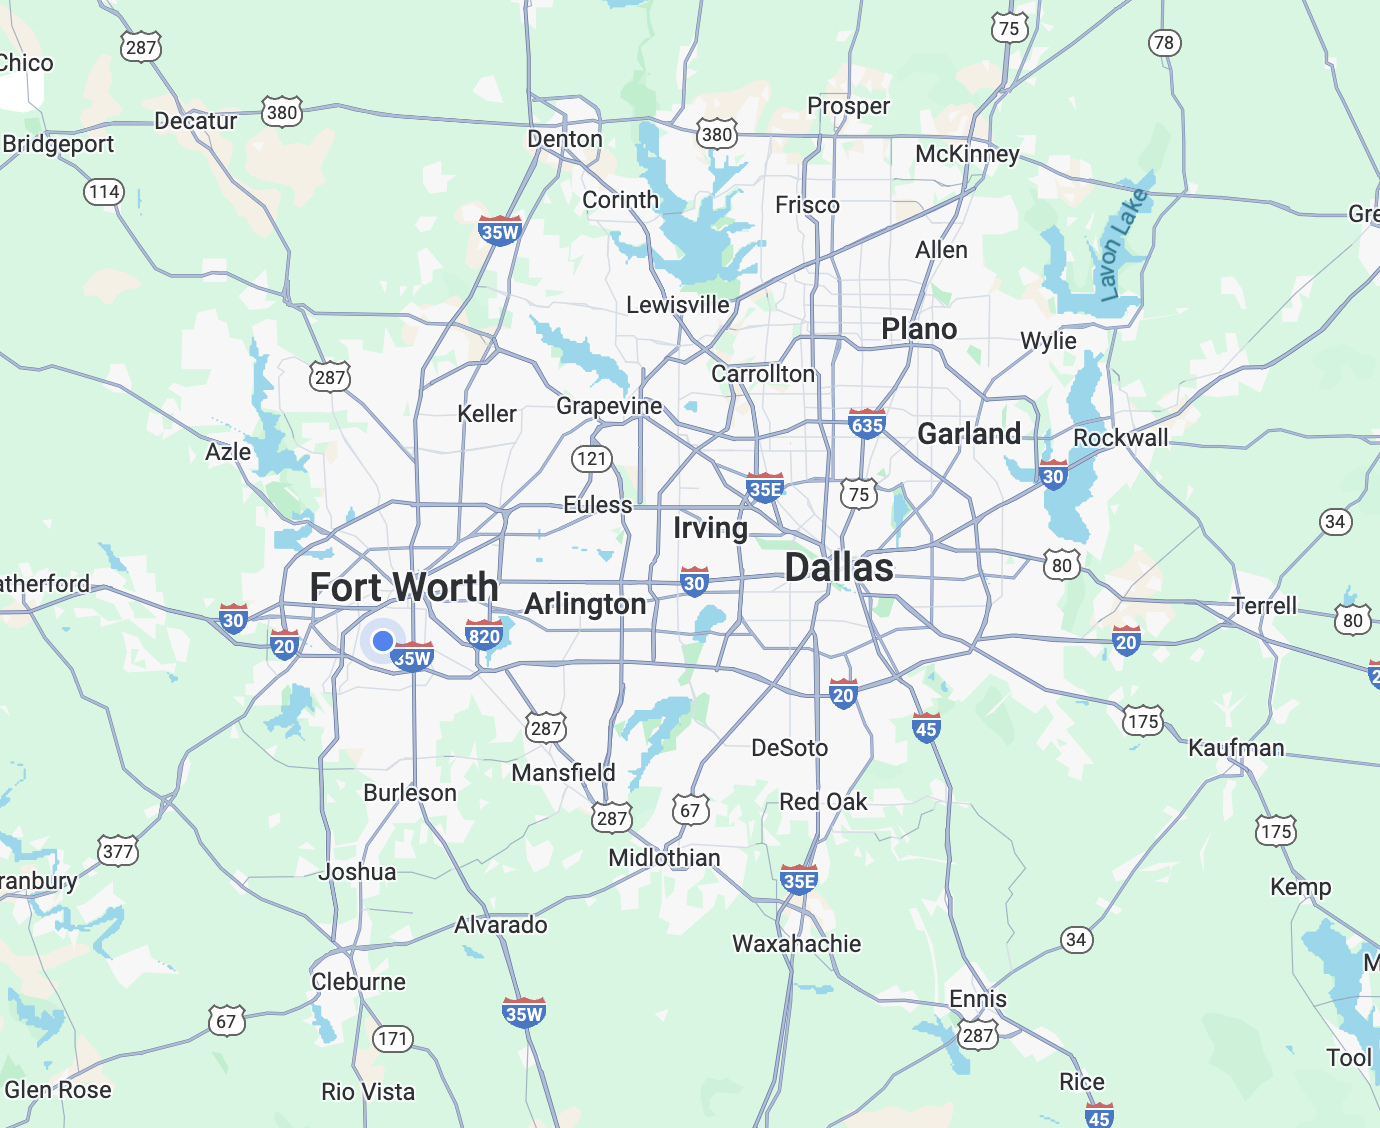 75
287
78
Chico
Prosper
380
Decatur
380
Denton
Bridgeport
McKinney
114
Corinth
Frisco
Gre
35W
Lavon Lake
Allen
Lewisville
Plano
Wylie
287
Carrollton
Keller
Grapevine
635
Garland
Rockwall
Azle
121
30
35E
75
Euless
34
Irving
Dallas
80
atherford
Fort Worth
30
Arlington
Terrell
30
80
820
20
20
35W
2
20
287
45
175
DeSoto
Kaufman
Mansfield
Burleson
Red Oak
67
287
175
377
Midlothian
Joshua
35E
ranbury
Kemp
Alvarado
34
Waxahachie
M
Cleburne
Ennis
35W
67
287
171
Tool
Rice
Glen Rose
Rio Vista
45